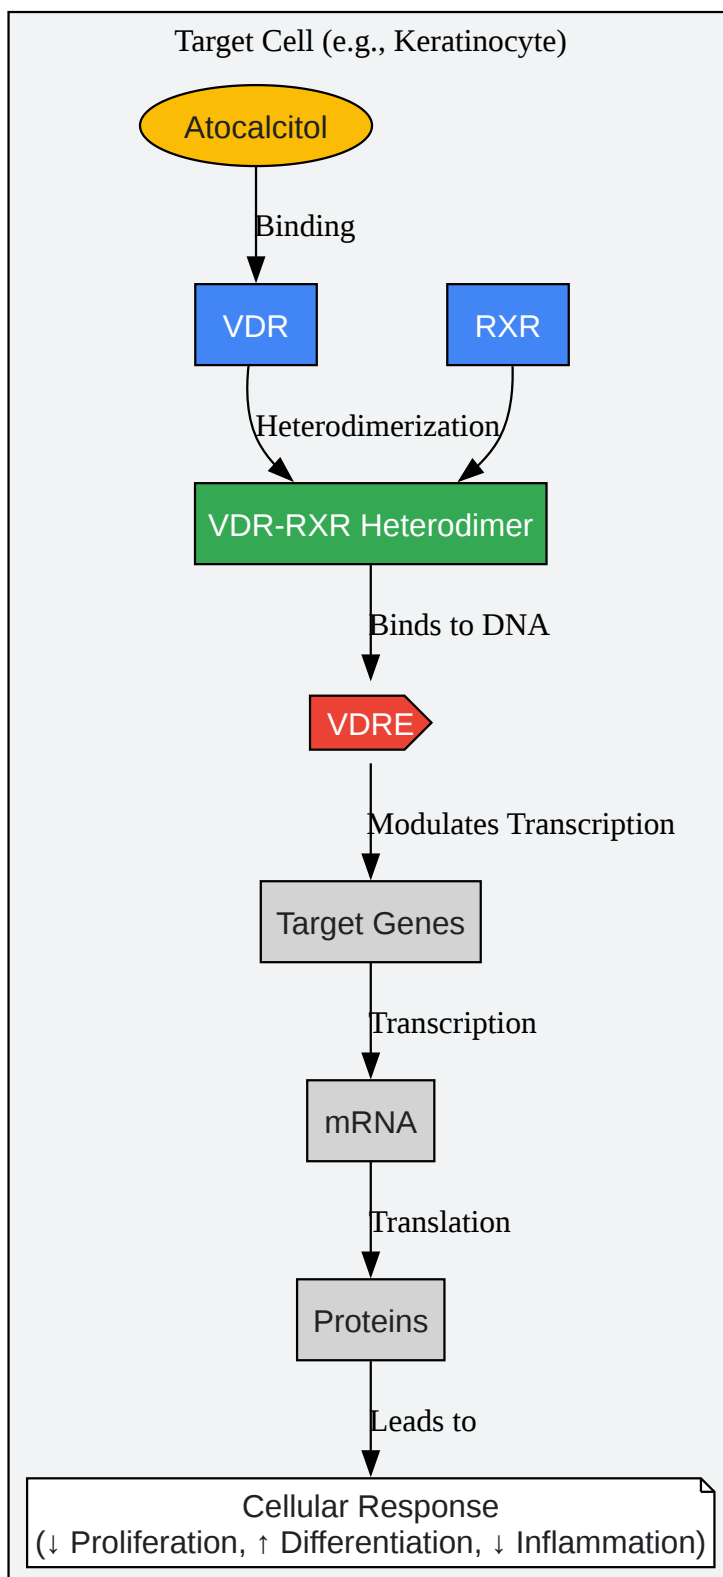 Target Cell (e.g., Keratinocyte)
Atocalcitol
Binding
VDR
RXR
Heterodimerization
VDR-RXR Heterodimer
Binds to DNA
VDRE
Modulates Transcription
Target Genes
Transcription
mRNA
Translation
Proteins
Leads to
Cellular Response
(↓ Proliferation, ↑ Differentiation, ↓ Inflammation)